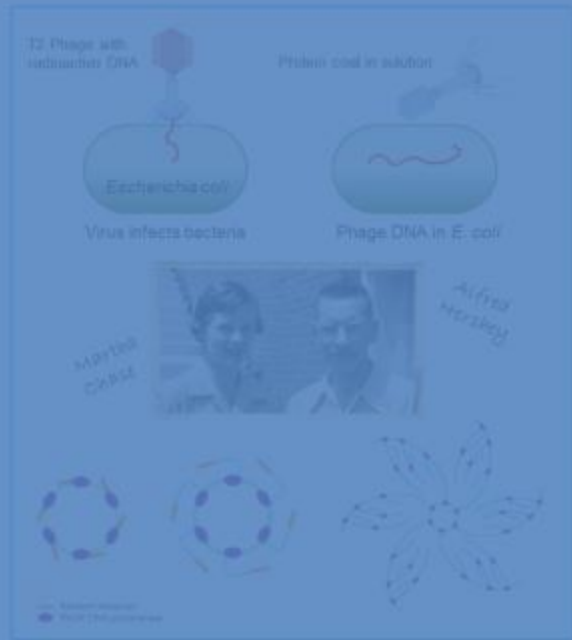 T2 Phage with
radioactive DNA
Protein coat in solution
Escherichia coli
Virus infects bacteria
Phage DNA in E. coli
Martha
Chase
Alfred
Hershey